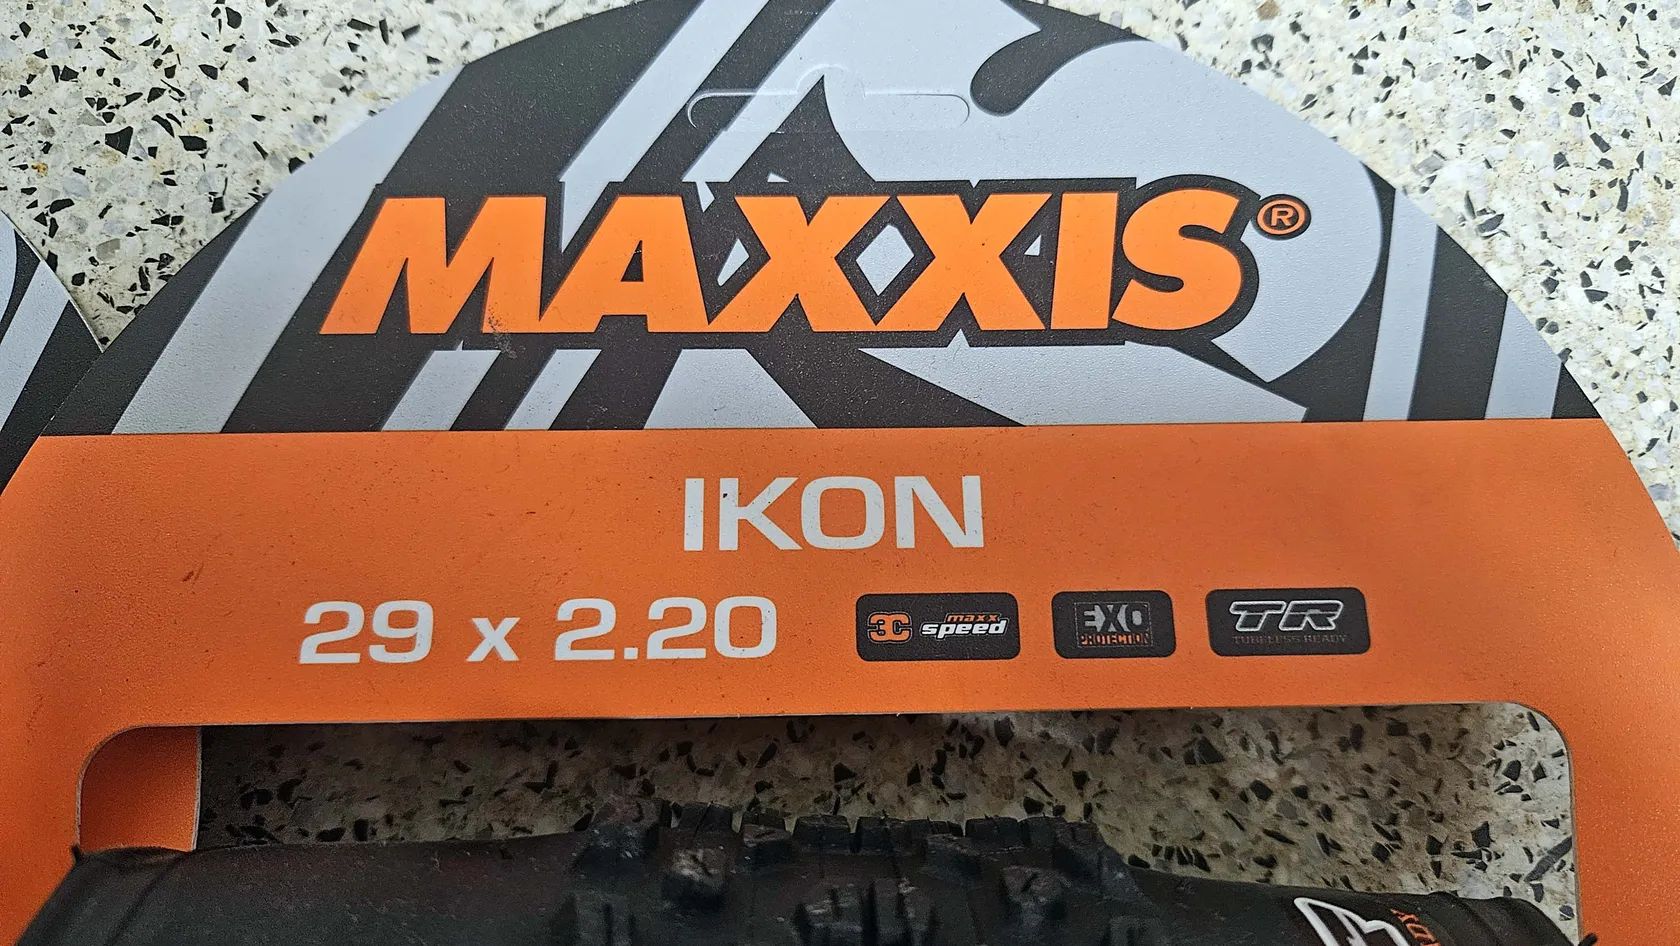 MAXXIS®
IKON
29 x 2.20
3C maxx speed
EXO PROTECTION
TR TUBELESS READY